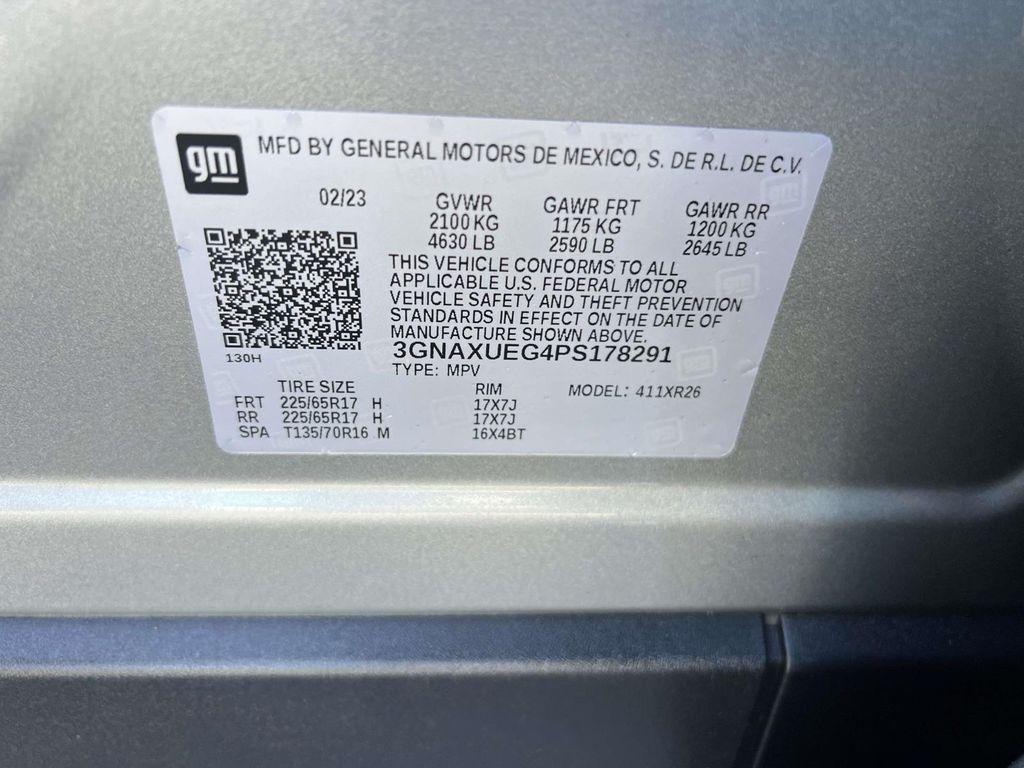 gm
MFD BY GENERAL MOTORS DE MEXICO, S. DE R.L. DE C.V.
02/23 GVWR GAWR FRT GAWR RR
2100 KG 1175 KG 1200 KG
4630 LB 2590 LB 2645 LB
THIS VEHICLE CONFORMS TO ALL
APPLICABLE U.S. FEDERAL MOTOR
VEHICLE SAFETY AND THEFT PREVENTION
STANDARDS IN EFFECT ON THE DATE OF
MANUFACTURE SHOWN ABOVE.
130H 3GNAXUEG4PS178291
TYPE: MPV
TIRE SIZE RIM MODEL: 411XR26
FRT 225/65R17 H 17X7J
RR 225/65R17 H 17X7J
SPA T135/70R16 M 16X4BT